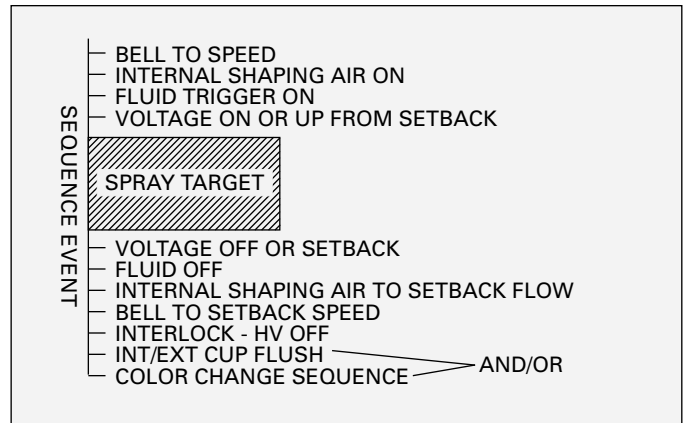 BELL TO SPEED
INTERNAL SHAPING AIR ON
FLUID TRIGGER ON
VOLTAGE ON OR UP FROM SETBACK
SEQUENCE EVENT
SPRAY TARGET
VOLTAGE OFF OR SETBACK
FLUID OFF
INTERNAL SHAPING AIR TO SETBACK FLOW
BELL TO SETBACK SPEED
INTERLOCK - HV OFF
INT/EXT CUP FLUSH
AND/OR
COLOR CHANGE SEQUENCE